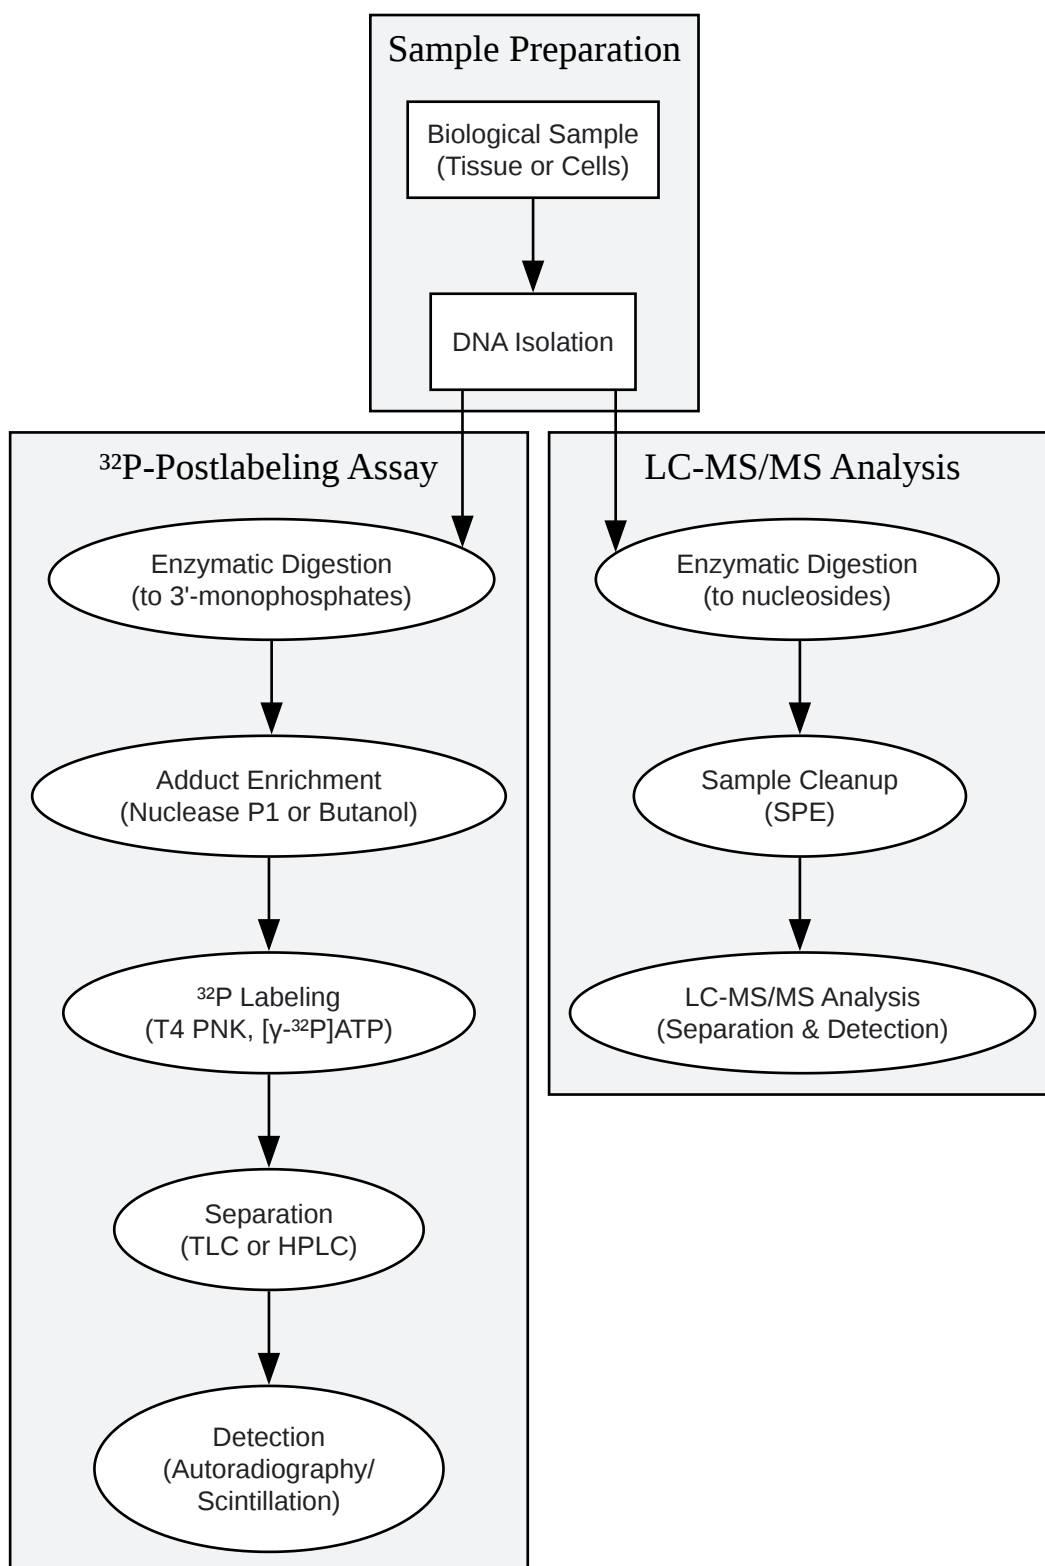 Sample Preparation
Biological Sample
(Tissue or Cells)
DNA Isolation
³²P-Postlabeling Assay
Enzymatic Digestion
(to 3'-monophosphates)
Adduct Enrichment
(Nuclease P1 or Butanol)
³²P Labeling
(T4 PNK, [γ-³²P]ATP)
Separation
(TLC or HPLC)
Detection
(Autoradiography/
Scintillation)
LC-MS/MS Analysis
Enzymatic Digestion
(to nucleosides)
Sample Cleanup
(SPE)
LC-MS/MS Analysis
(Separation & Detection)